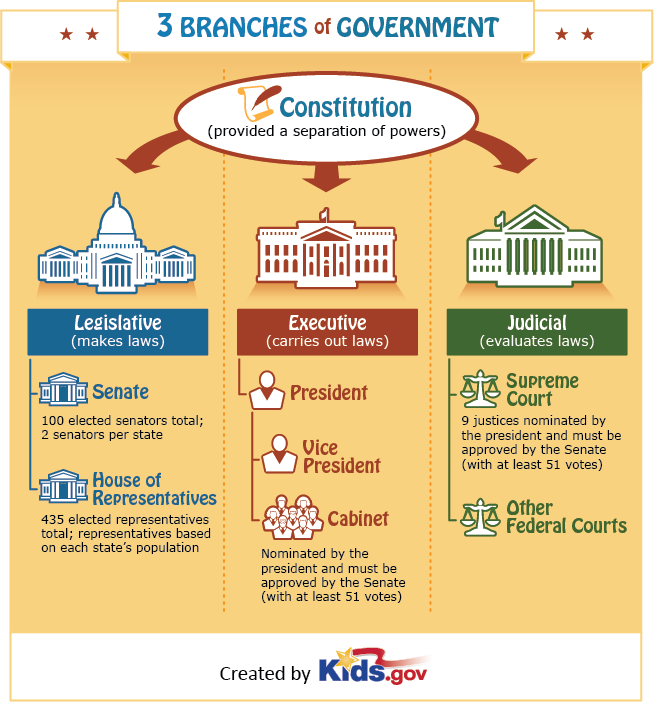 3 BRANCHES of GOVERNMENT
Constitution
(provided a separation of powers)
Legislative
(makes laws)
Senate
100 elected senators total;
2 senators per state
House of
Representatives
435 elected representatives
total; representatives based
on each state’s population
Executive
(carries out laws)
President
Vice
President
Cabinet
Nominated by the
president and must be
approved by the Senate
(with at least 51 votes)
Judicial
(evaluates laws)
Supreme
Court
9 justices nominated by
the president and must be
approved by the Senate
(with at least 51 votes)
Other
Federal Courts
Created by Kids.gov